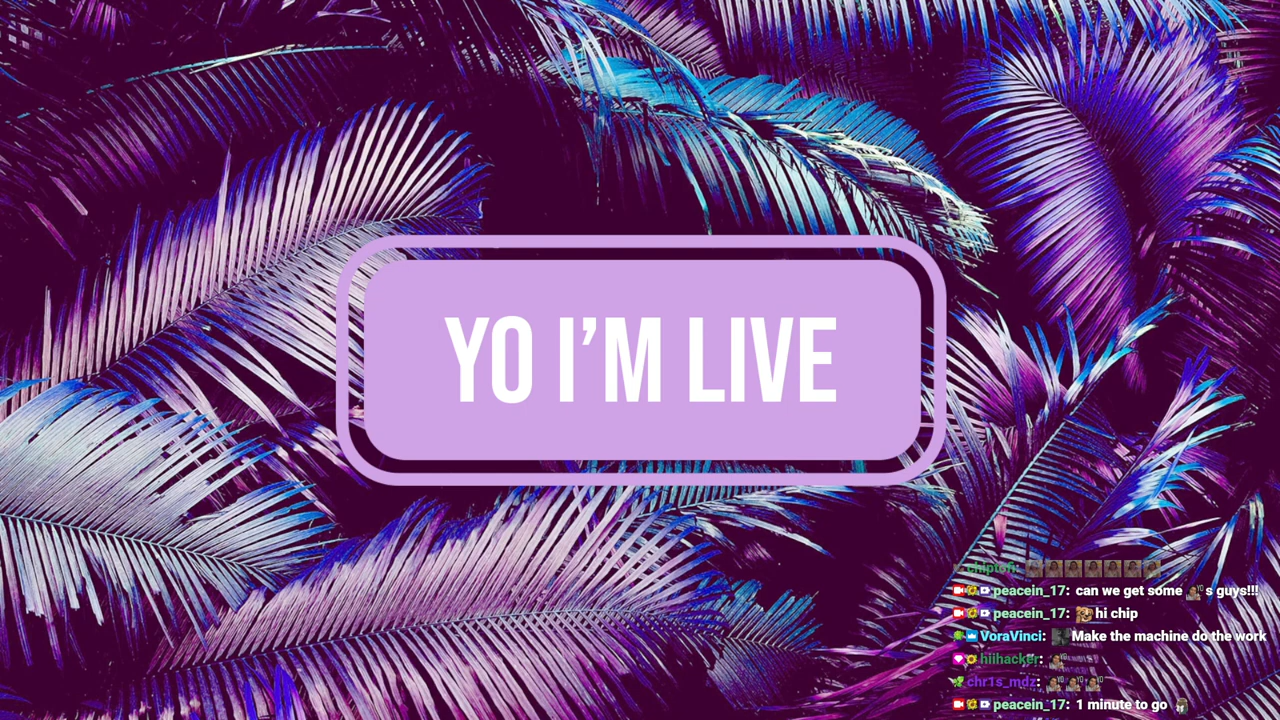 YO I’M LIVE
chiptofi:
peacein_17: can we get some s guys!!!
peacein_17: hi chip
VoraVinci: Make the machine do the work
hiihacker:
chr1s_mdz:
peacein_17: 1 minute to go